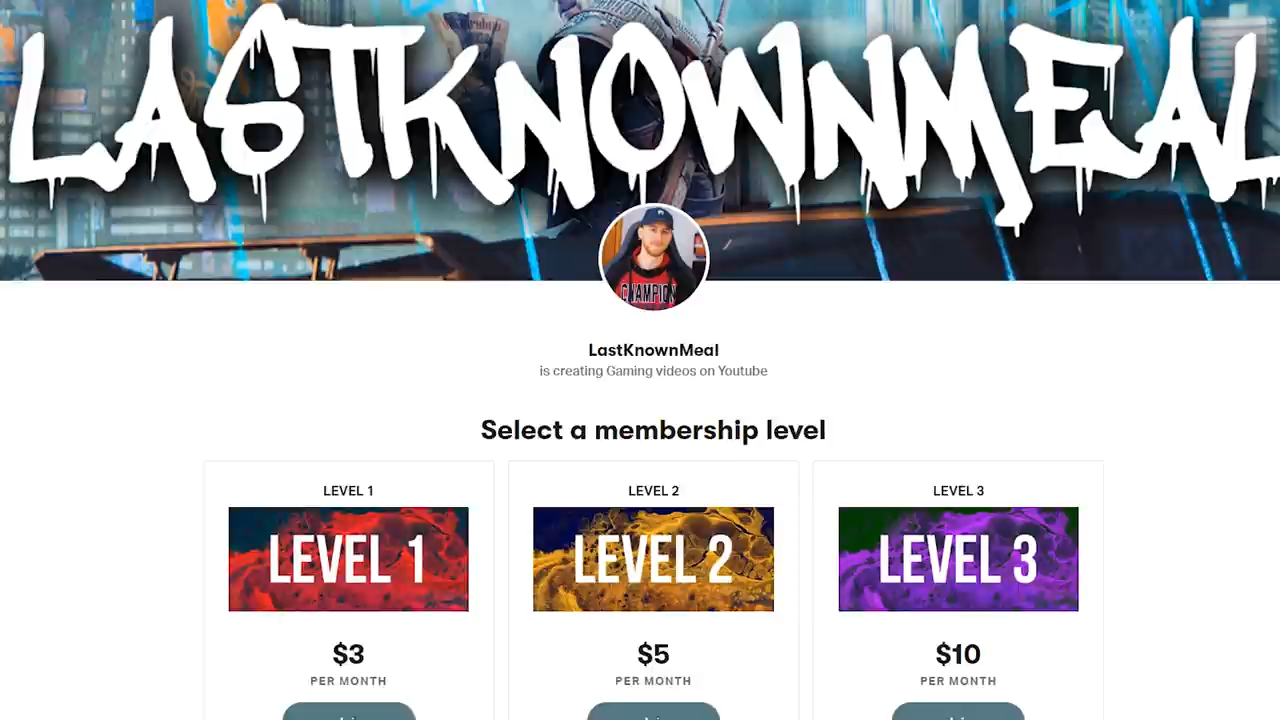 LASTKNOWNMEAL
CHAMPION
LastKnownMeal
is creating Gaming videos on Youtube
Select a membership level
LEVEL 1
LEVEL 2
LEVEL 3
LEVEL 1
LEVEL 2
LEVEL 3
$3
$5
$10
PER MONTH
PER MONTH
PER MONTH